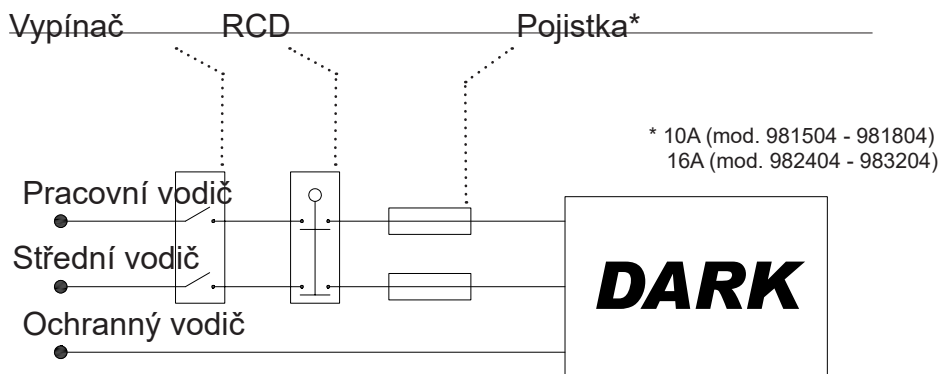 Vypínač RCD Pojistka*
* 10A (mod. 981504 - 981804)
16A (mod. 982404 - 983204)
Pracovní vodič
Střední vodič
DARK
Ochranný vodič